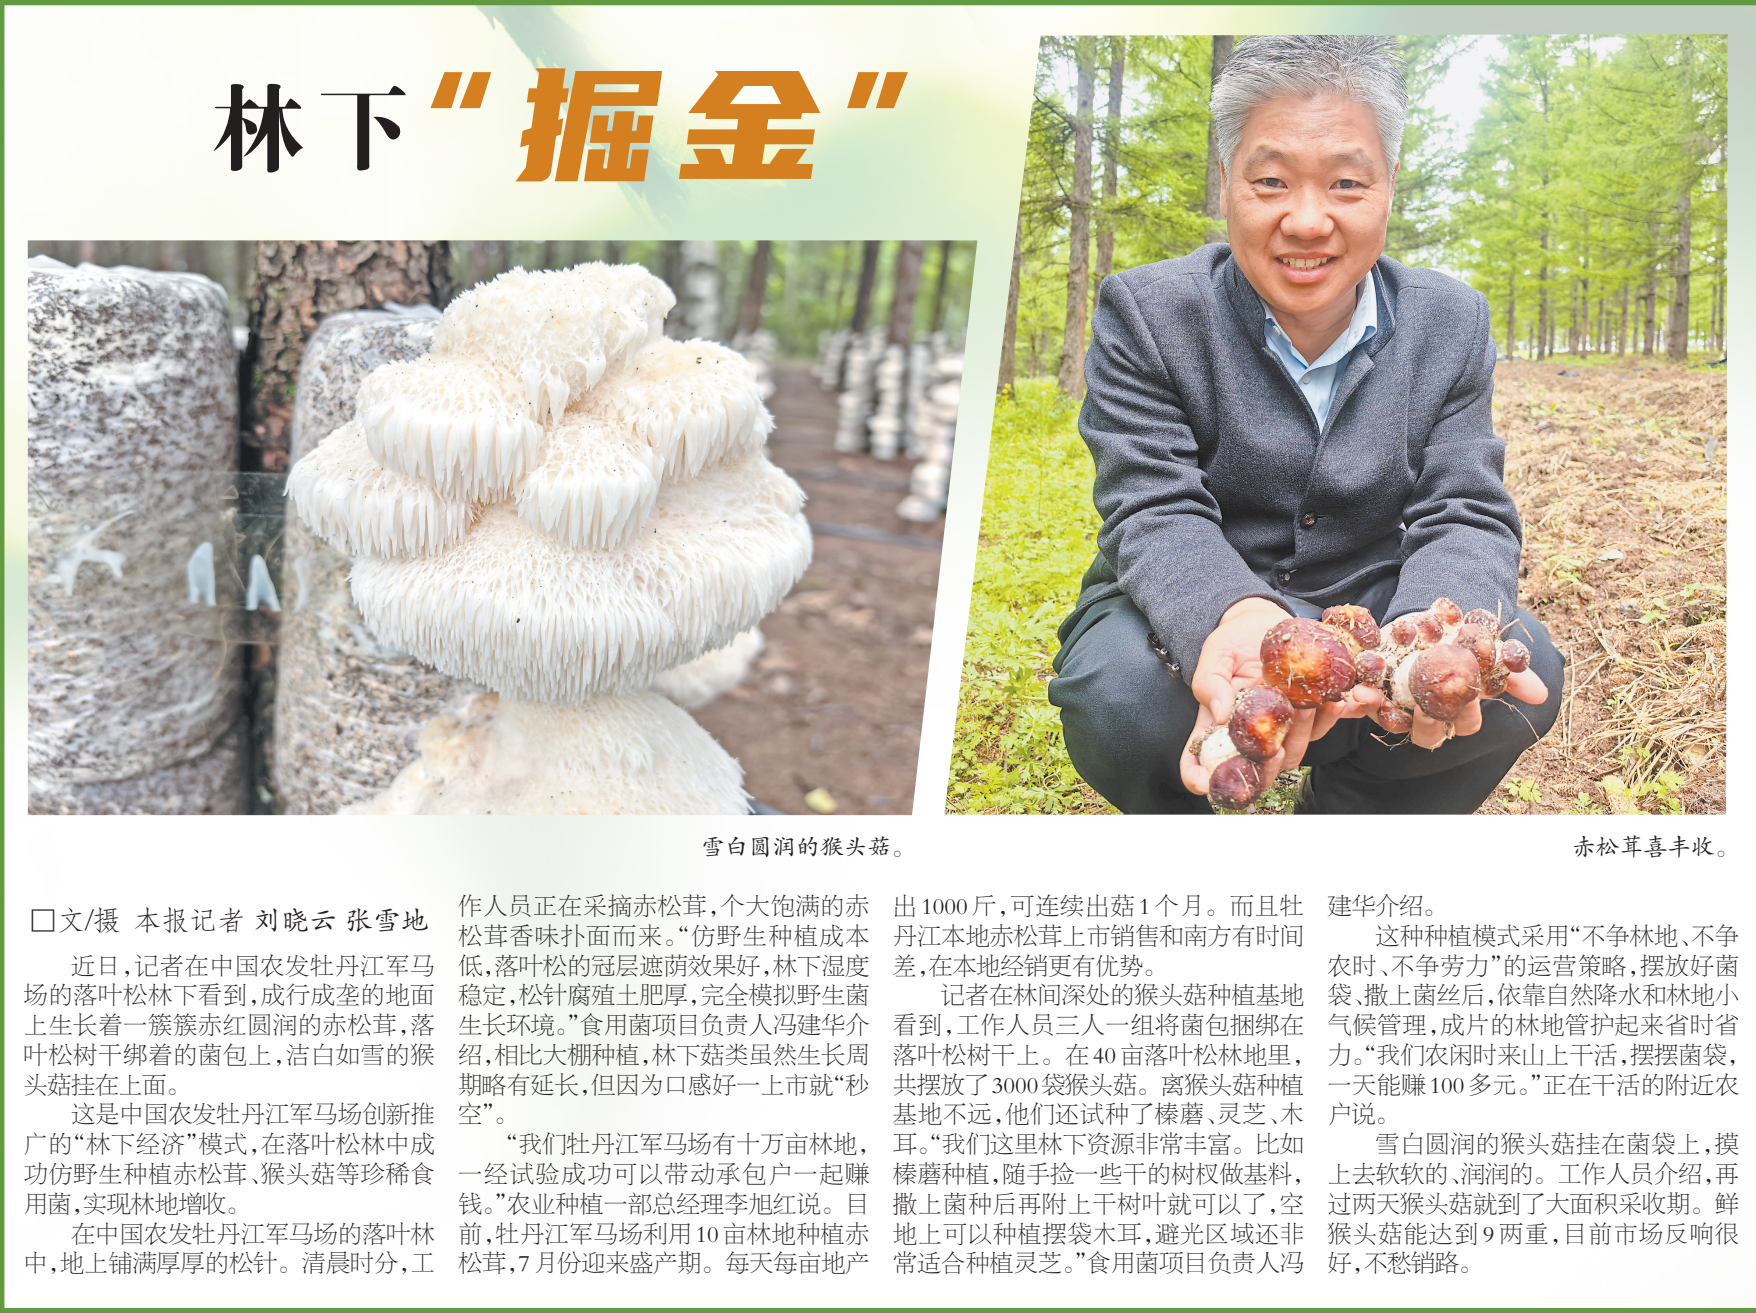 林下“掘金”
雪白圆润的猴头菇。
赤松茸喜丰收。
□文/摄 本报记者 刘晓云 张雪地
近日,记者在中国农发牡丹江军马
场的落叶松林下看到,成行成垄的地面
上生长着一簇簇赤红圆润的赤松茸,落
叶松树干绑着的菌包上,洁白如雪的猴
头菇挂在上面。
这是中国农发牡丹江军马场创新推
广的“林下经济”模式,在落叶松林中成
功仿野生种植赤松茸、猴头菇等珍稀食
用菌,实现林地增收。
在中国农发牡丹江军马场的落叶林
中,地上铺满厚厚的松针。清晨时分,工
作人员正在采摘赤松茸,个大饱满的赤
松茸香味扑面而来。“仿野生种植成本
低,落叶松的冠层遮荫效果好,林下湿度
稳定,松针腐殖土肥厚,完全模拟野生菌
生长环境。”食用菌项目负责人冯建华介
绍,相比大棚种植,林下菇类虽然生长周
期略有延长,但因为口感好一上市就“秒
空”。
“我们牡丹江军马场有十万亩林地,
一经试验成功可以带动承包户一起赚
钱。”农业种植一部总经理李旭红说。目
前,牡丹江军马场利用10亩林地种植赤
松茸,7月份迎来盛产期。每天每亩地产
出1000斤,可连续出菇1个月。而且牡
丹江本地赤松茸上市销售和南方有时间
差,在本地经销更有优势。
记者在林间深处的猴头菇种植基地
看到,工作人员三人一组将菌包捆绑在
落叶松树干上。在40亩落叶松林地里,
共摆放了3000袋猴头菇。离猴头菇种植
基地不远,他们还试种了榛蘑、灵芝、木
耳。“我们这里林下资源非常丰富。比如
榛蘑种植,随手捡一些干的树杈做基料,
撒上菌种后再附上干树叶就可以了,空
地上可以种植摆袋木耳,避光区域还非
常适合种植灵芝。”食用菌项目负责人冯
建华介绍。
这种种植模式采用“不争林地、不争
农时、不争劳力”的运营策略,摆放好菌
袋、撒上菌丝后,依靠自然降水和林地小
气候管理,成片的林地管护起来省时省
力。“我们农闲时来山上干活,摆摆菌袋,
一天能赚100多元。”正在干活的附近农
户说。
雪白圆润的猴头菇挂在菌袋上,摸
上去软软的、润润的。工作人员介绍,再
过两天猴头菇就到了大面积采收期。鲜
猴头菇能达到9两重,目前市场反响很
好,不愁销路。